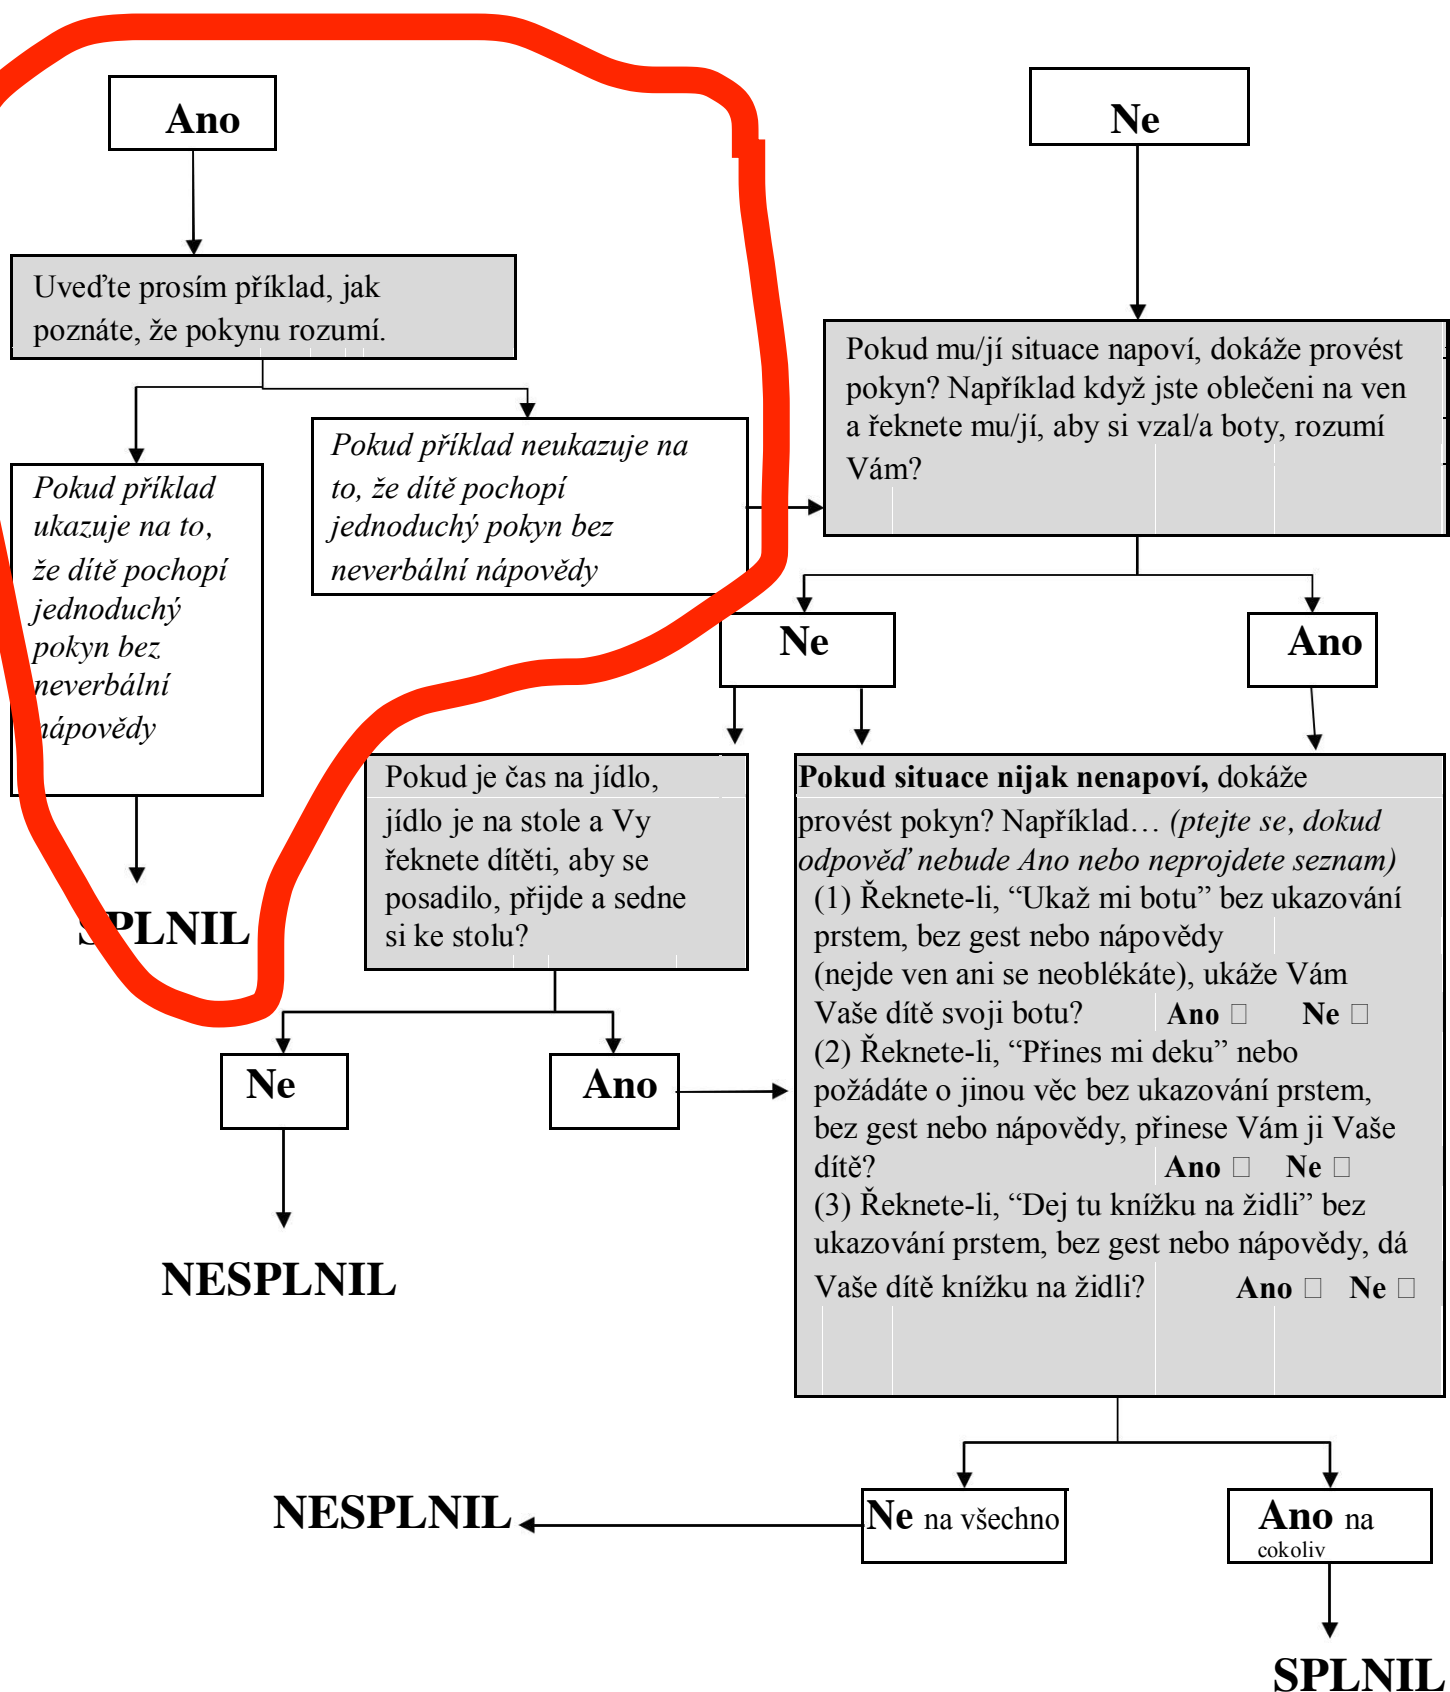 Ano
Ne
Uveďte prosím příklad, jak
poznáte, že pokynu rozumí.
Pokud mu/jí situace napoví, dokáže provést
pokyn? Například když jste oblečeni na ven
a řeknete mu/jí, aby si vzal/a boty, rozumí
Vám?
Pokud příklad neukazuje na
to, že dítě pochopí
jednoduchý pokyn bez
neverbální nápovědy
Pokud příklad
ukazuje na to,
že dítě pochopí
jednoduchý
pokyn bez
neverbální
nápovědy
SPLNIL
Ne
Ano
Pokud je čas na jídlo,
jídlo je na stole a Vy
řeknete dítěti, aby se
posadilo, přijde a sedne
si ke stolu?
Ne
Ano
NESPLNIL
Pokud situace nijak nenapoví, dokáže
provést pokyn? Například… (ptejte se, dokud
odpověď nebude Ano nebo neprojdete seznam)
(1) Řeknete-li, “Ukaž mi botu” bez ukazování
prstem, bez gest nebo nápovědy
(nejde ven ani se neoblékáte), ukáže Vám
Vaše dítě svoji botu? Ano □ Ne □
(2) Řeknete-li, “Přines mi deku” nebo
požádáte o jinou věc bez ukazování prstem,
bez gest nebo nápovědy, přinese Vám ji Vaše
dítě? Ano □ Ne □
(3) Řeknete-li, “Dej tu knížku na židli” bez
ukazování prstem, bez gest nebo nápovědy, dá
Vaše dítě knížku na židli? Ano □ Ne □
NESPLNIL
Ne na všechno
Ano na
cokoliv
SPLNIL